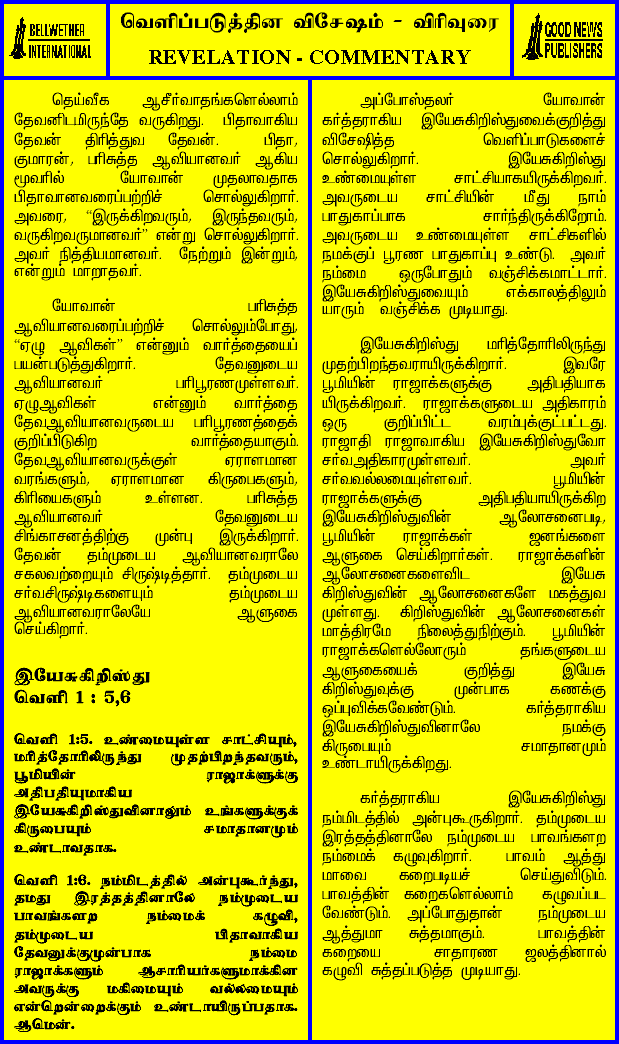 BELLWETHER
INTERNATIONAL
வெளிப்படுத்தின விசேஷம் - விரிவுரை
REVELATION - COMMENTARY
GOOD NEWS
PUBLISHERS
தெய்வீக ஆசீர்வாதங்களெல்லாம்
தேவனிடமிருந்தே வருகிறது. பிதாவாகிய
தேவன் திரித்துவ தேவன். பிதா,
குமாரன், பரிசுத்த ஆவியானவர் ஆகிய
மூவரில் யோவான் முதலாவதாக
பிதாவானவரைப்பற்றி சொல்லுகிறார்.
அவரை, “இருக்கிறவரும், இருந்தவரும்,
வருகிறவருமானவர்” என்று சொல்லுகிறார்.
அவர் நித்தியமானவர். நேற்றும் இன்றும்,
என்றும் மாறாதவர்.
யோவான் பரிசுத்த
ஆவியானவரைப்பற்றிச் சொல்லும்போது,
“ஏழு ஆவிகள்” என்னும் வார்த்தையைப்
பயன்படுத்துகிறார். தேவனுடைய
ஆவியானவர் பரிபூரணமுள்ளவர்.
ஏழுஆவிகள் என்னும் வார்த்தை
தேவஆவியானவருடைய பரிபூரணத்தைக்
குறிப்பிடுகிற வார்த்தையாகும்.
தேவஆவியானவருக்குள் ஏராளமான
வரங்களும், ஏராளமான கிருபைகளும்,
கிரியைகளும் உள்ளன. பரிசுத்த
ஆவியானவர் தேவனுடைய
சிங்காசனத்திற்கு முன்பு இருக்கிறார்.
தேவன் தம்முடைய ஆவியானவராலே
சகலவற்றையும் சிருஷ்டித்தார். தம்முடைய
சர்வசிருஷ்டிகளையும் தம்முடைய
ஆவியானவராலேயே ஆளுகை
செய்கிறார்.
இயேசுகிறிஸ்து
வெளி 1 : 5,6
வெளி 1:5. உண்மையுள்ள சாட்சியும்,
மரித்தோரிலிருந்து முதற்பிறந்தவரும்,
பூமியின் ராஜாக்களுக்கு
அதிபதியுமாகிய
இயேசுகிறிஸ்துவினாலும் உங்களுக்குக்
கிருபையும் சமாதானமும்
உண்டாவதாக.
வெளி 1:6. நம்மிடத்தில் அன்புகூர்ந்து,
தமது இரத்தத்தினாலே நம்முடைய
பாவங்களற நம்மைக் கழுவி,
தம்முடைய பிதாவாகிய
தேவனுக்குமுன்பாக நம்மை
ராஜாக்களும் ஆசாரியர்களுமாக்கின
அவருக்கு மகிமையும் வல்லமையும்
என்றென்றைக்கும் உண்டாயிருப்பதாக.
ஆமென்.
அப்போஸ்தலர் யோவான்
கர்த்தராகிய இயேசுகிறிஸ்துவைக்குறித்து
விசேஷித்த வெளிப்பாடுகளைச்
சொல்லுகிறார். இயேசுகிறிஸ்து
உண்மையுள்ள சாட்சியாகயிருக்கிறவர்.
அவருடைய சாட்சியின் மீது நாம்
பாதுகாப்பாக சார்ந்திருக்கிறோம்.
அவருடைய உண்மையுள்ள சாட்சிகளில்
நமக்குப் பூரண பாதுகாப்பு உண்டு. அவர்
நம்மை ஒருபோதும் வஞ்சிக்கமாட்டார்.
இயேசுகிறிஸ்துவையும் எக்காலத்திலும்
யாரும் வஞ்சிக்க முடியாது.
இயேசுகிறிஸ்து மரித்தோரிலிருந்து
முதற்பிறந்தவராயிருக்கிறார். இவரே
பூமியின் ராஜாக்களுக்கு அதிபதியாக
யிருக்கிறவர். ராஜாக்களுடைய அதிகாரம்
ஒரு குறிப்பிட்ட வரம்புக்குட்பட்டது.
ராஜாதி ராஜாவாகிய இயேசுகிறிஸ்துவோ
சர்வஅதிகாரமுள்ளவர். அவர்
சர்வவல்லமையுள்ளவர். பூமியின்
ராஜாக்களுக்கு அதிபதியாயிருக்கிற
இயேசுகிறிஸ்துவின் ஆலோசனைபடி,
பூமியின் ராஜாக்கள் ஜனங்களை
ஆளுகை செய்கிறார்கள். ராஜாக்களின்
ஆலோசனைகளைவிட இயேசு
கிறிஸ்துவின் ஆலோசனைகளே மகத்துவ
முள்ளது. கிறிஸ்துவின் ஆலோசனைகள்
மாத்திரமே நிலைத்துநிற்கும். பூமியின்
ராஜாக்களெல்லோரும் தங்களுடைய
ஆளுகையைக் குறித்து இயேசு
கிறிஸ்துவுக்கு முன்பாக கணக்கு
ஒப்புவிக்கவேண்டும். கர்த்தராகிய
இயேசுகிறிஸ்துவினாலே நமக்கு
கிருபையும் சமாதானமும்
உண்டாயிருக்கிறது.
கர்த்தராகிய இயேசுகிறிஸ்து
நம்மிடத்தில் அன்புகூருகிறார். தம்முடைய
இரத்தத்தினாலே நம்முடைய பாவங்களற
நம்மைக் கழுவுகிறார். பாவம் ஆத்து
மாவை கறைபடியச் செய்துவிடும்.
பாவத்தின் கறைகளெல்லாம் கழுவப்பட
வேண்டும். அப்போதுதான் நம்முடைய
ஆத்துமா சுத்தமாகும். பாவத்தின்
கறையை சாதாரண ஜலத்தினால்
கழுவி சுத்தப்படுத்த முடியாது.